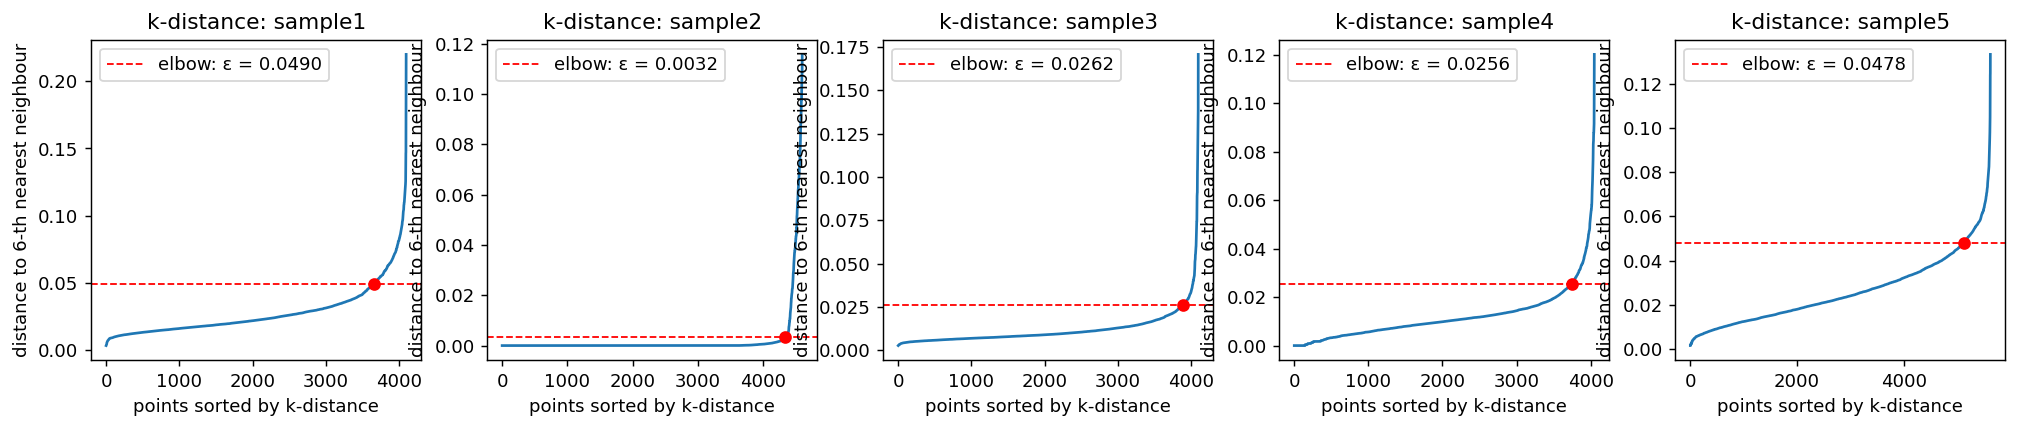 k-distance: sample1
distance to 6-th nearest neighbour
0.20
0.15
0.10
0.05
0.00
elbow: ε = 0.0490
0
1000
2000
3000
4000
points sorted by k-distance
k-distance: sample2
distance to 6-th nearest neighbour
0.12
0.10
0.08
0.06
0.04
0.02
0.00
elbow: ε = 0.0032
0
1000
2000
3000
4000
points sorted by k-distance
k-distance: sample3
distance to 6-th nearest neighbour
0.175
0.150
0.125
0.100
0.075
0.050
0.025
0.000
elbow: ε = 0.0262
0
1000
2000
3000
4000
points sorted by k-distance
k-distance: sample4
distance to 6-th nearest neighbour
0.12
0.10
0.08
0.06
0.04
0.02
0.00
elbow: ε = 0.0256
0
1000
2000
3000
4000
points sorted by k-distance
k-distance: sample5
distance to 6-th nearest neighbour
0.12
0.10
0.08
0.06
0.04
0.02
0.00
elbow: ε = 0.0478
0
2000
4000
points sorted by k-distance